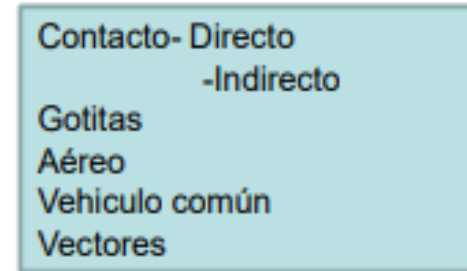 Contacto- Directo
-Indirecto
Gotitas
Aéreo
Vehiculo común
Vectores